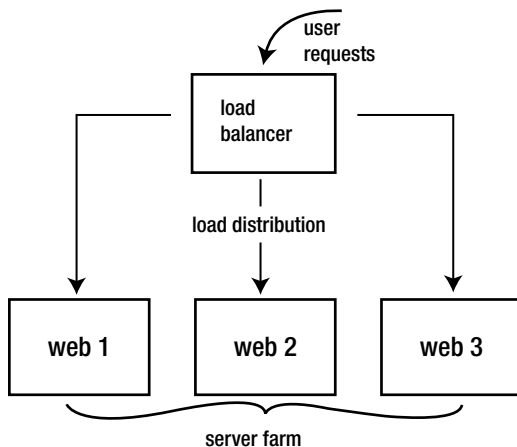 user
requests
load
balancer
load distribution
web 1
web 2
web 3
server farm